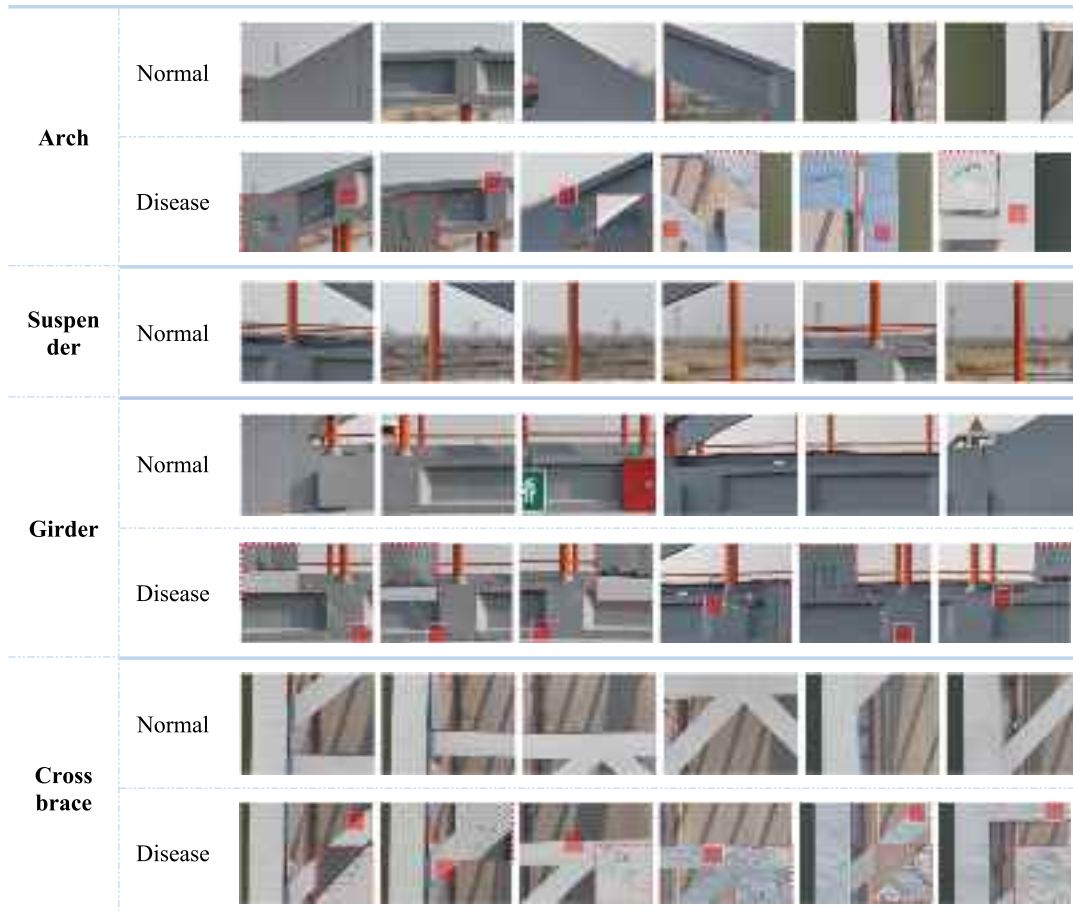 Arch
Normal
Disease
Suspen
der
Normal
Girder
Normal
Disease
Cross
brace
Normal
Disease